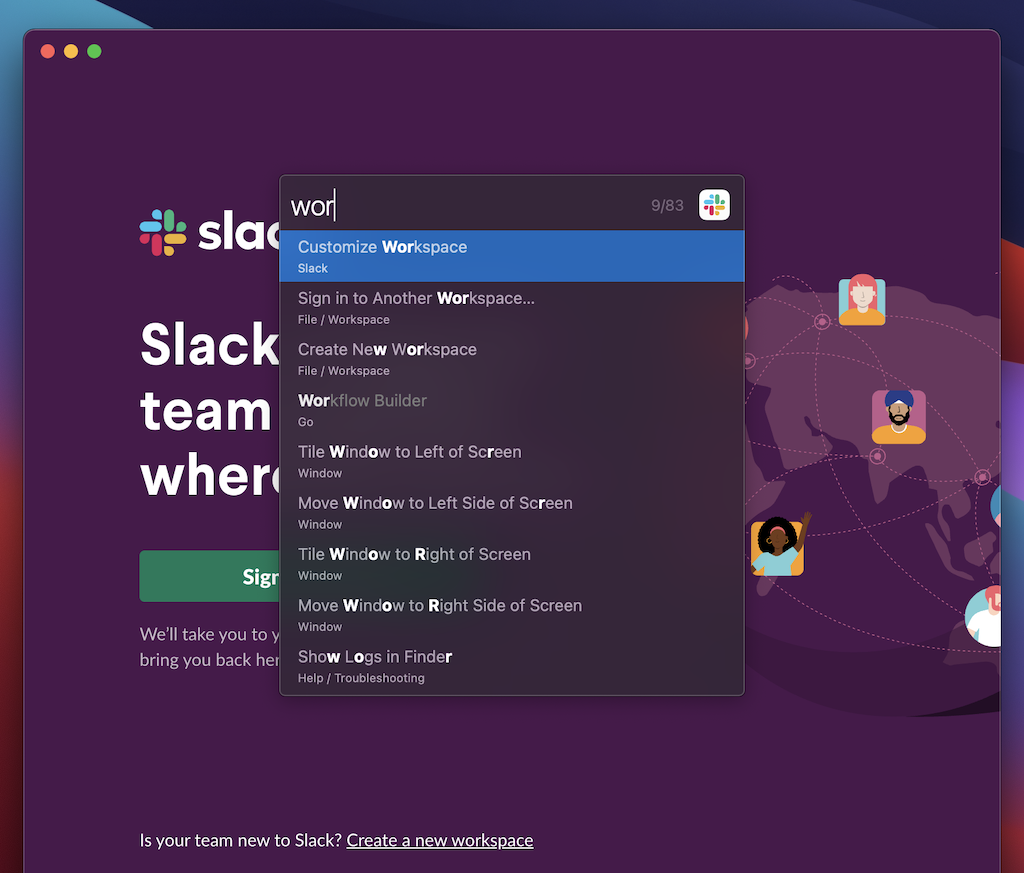 wor
9/83
Customize Workspace
Slack
Sign in to Another Workspace...
File / Workspace
Create New Workspace
File / Workspace
Workflow Builder
Go
Tile Window to Left of Screen
Window
Move Window to Left Side of Screen
Window
Tile Window to Right of Screen
Window
Move Window to Right Side of Screen
Window
Show Logs in Finder
Help / Troubleshooting
slac
Slack
team
where
Sign
We’ll take you to y
bring you back her
Is your team new to Slack? Create a new workspace